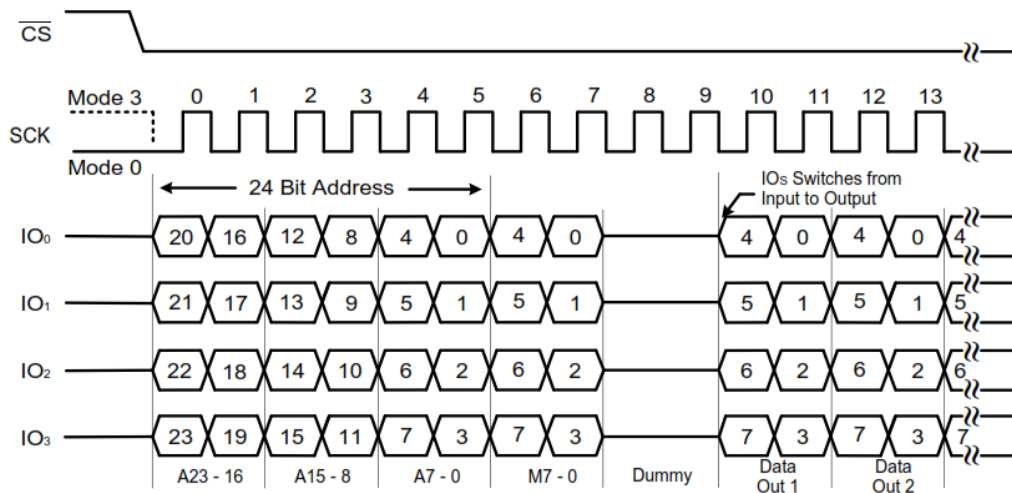 CS
Mode 3 0 1 2 3 4 5 6 7 8 9 10 11 12 13
SCK
Mode 0
24 Bit Address
IOs Switches from
Input to Output
IO0 20 16 12 8 4 0 4 0 4 0 4 0 4
IO1 21 17 13 9 5 1 5 1 5 1 5 1 5
IO2 22 18 14 10 6 2 6 2 6 2 6 2 6
IO3 23 19 15 11 7 3 7 3 7 3 7 3 7
A23 - 16 A15 - 8 A7 - 0 M7 - 0 Dummy Data Out 1 Data Out 2